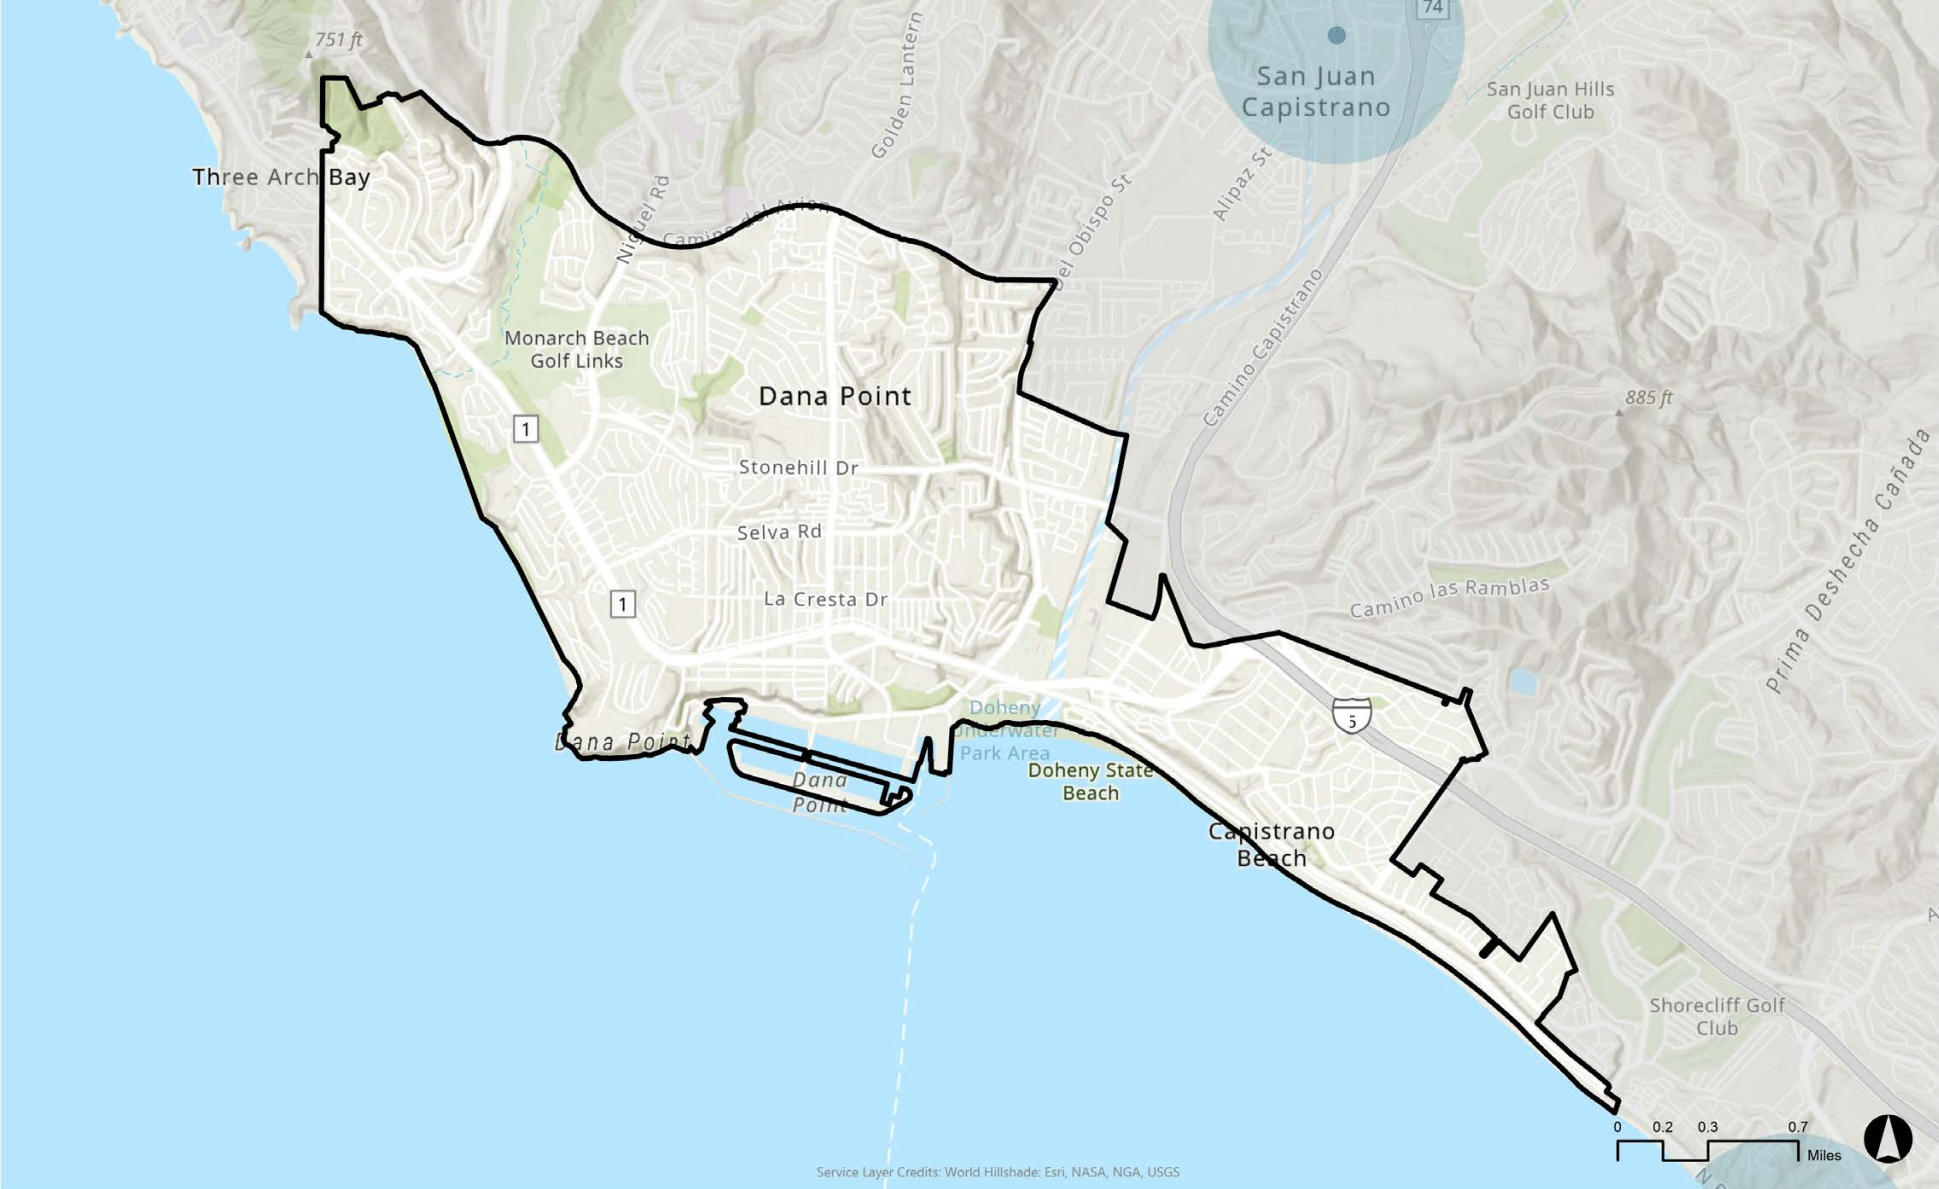 74
751 ft
Golden Lantern
San Juan
Capistrano
San Juan Hills
Golf Club
Three Arch Bay
Niguel Rd
Camino del Avion
Del Obispo St
Alipaz St
Camino Capistrano
Monarch Beach
Golf Links
Dana Point
885 ft
1
Stonehill Dr
Prima Deshecha Cañada
Selva Rd
1
La Cresta Dr
Camino las Ramblas
Doheny
Underwater
Park Area
5
Dana Point
Dana
Point
Doheny State
Beach
Capistrano
Beach
Shorecliff Golf
Club
0 0.2 0.3 0.7
Miles
Service Layer Credits: World Hillshade: Esri, NASA, NGA, USGS